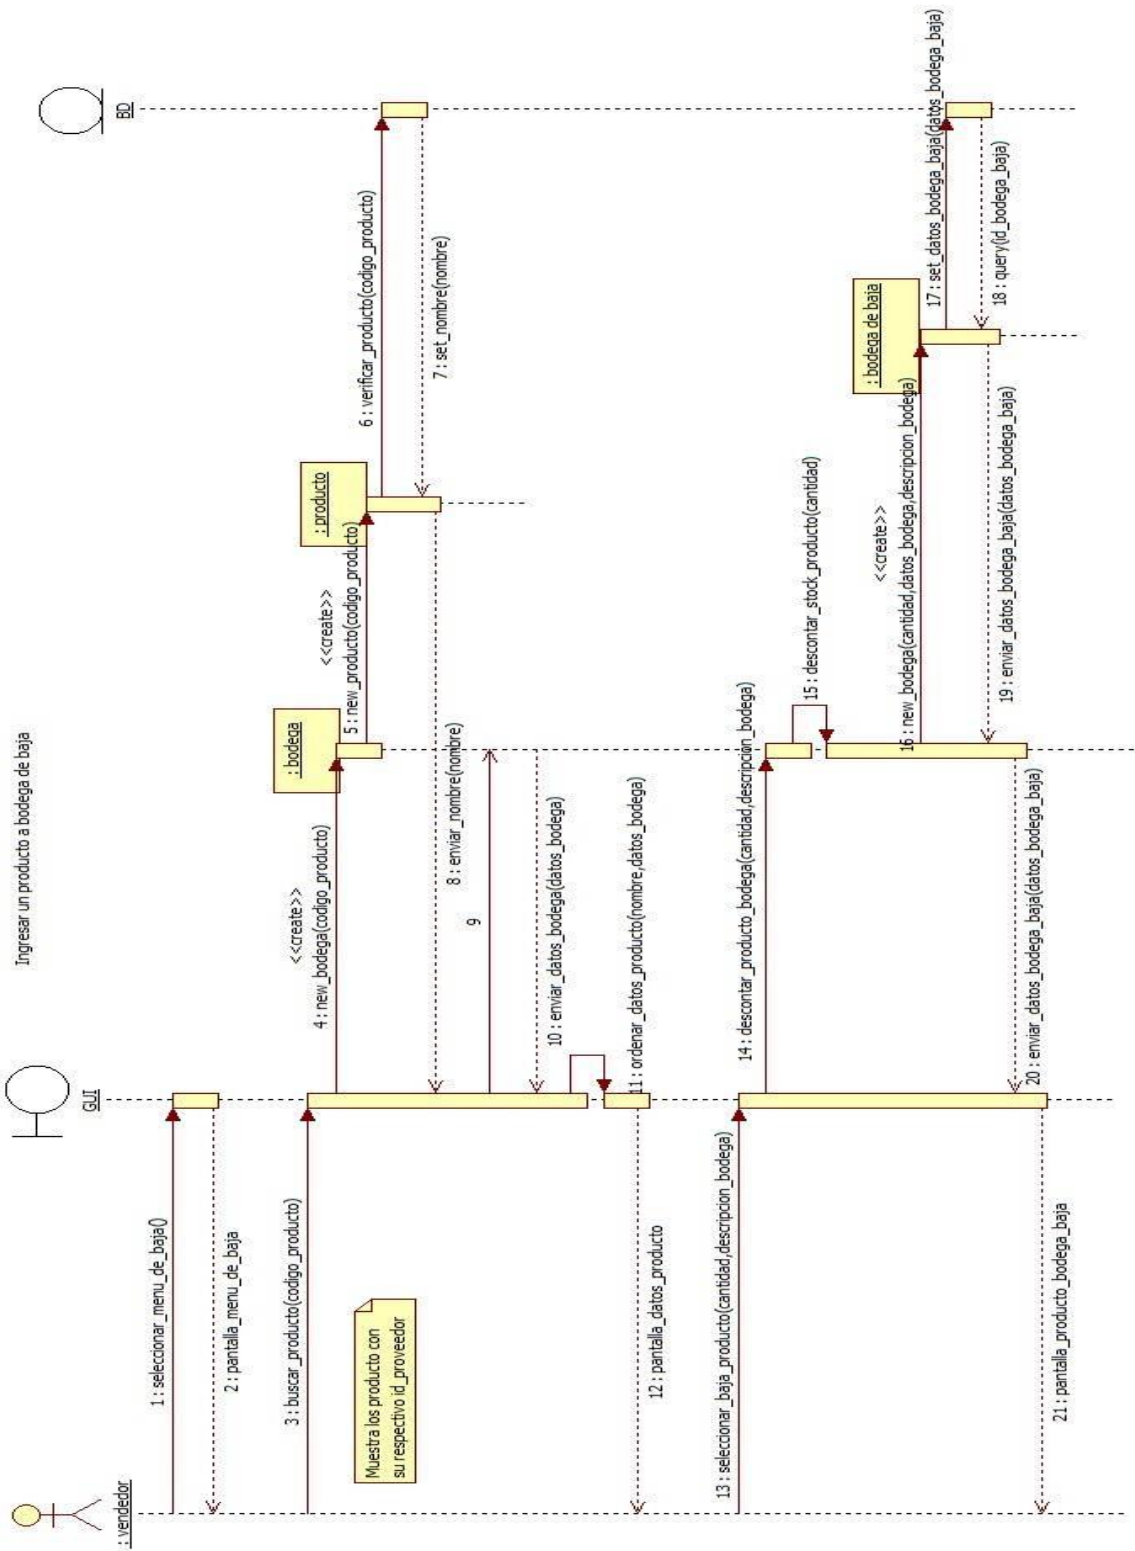 Ingresar un producto a bodega de baja
: vendedor
GUI
BD
1 : seleccionar_menu_de_baja()
2 : pantalla_menu_de_baja
3 : buscar_producto(codigo_producto)
Muestra los producto con
su respectivo id_proveedor
<<create>>
4 : new_bodega(codigo_producto)
: bodega
<<create>>
5 : new_producto(codigo_producto)
: producto
6 : verificar_producto(codigo_producto)
7 : set_nombre(nombre)
8 : enviar_nombre(nombre)
9
10 : enviar_datos_bodega(datos_bodega)
11 : ordenar_datos_producto(nombre,datos_bodega)
12 : pantalla_datos_producto
13 : seleccionar_baja_producto(cantidad,descripcion_bodega)
14 : descontar_producto_bodega(cantidad,descripcion_bodega)
15 : descontar_stock_producto(cantidad)
<<create>>
16 : new_bodega(cantidad,datos_bodega,descripcion_bodega)
: bodega de baja
17 : set_datos_bodega_baja(datos_bodega_baja)
18 : query(id_bodega_baja)
19 : enviar_datos_bodega_baja(datos_bodega_baja)
20 : enviar_datos_bodega_baja(datos_bodega_baja)
21 : pantalla_producto_bodega_baja